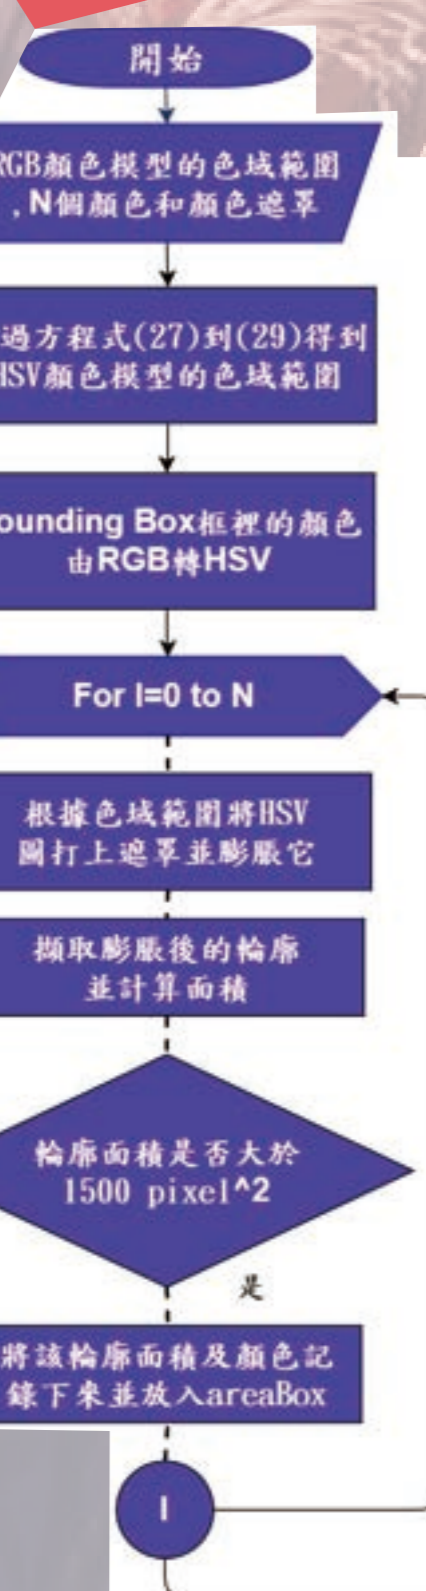 開始
RGB顏色模型的色域範圍
,N個顏色和顏色遮罩
過方程式(27)到(29)得到
HSV顏色模型的色域範圍
ounding Box框裡的顏色
由RGB轉HSV
For I=0 to N
根據色域範圍將HSV
圖打上遮罩並膨脹它
擷取膨脹後的輪廓
並計算面積
輪廓面積是否大於
1500 pixel^2
是
將該輪廓面積及顏色記
錄下來並放入areaBox
I